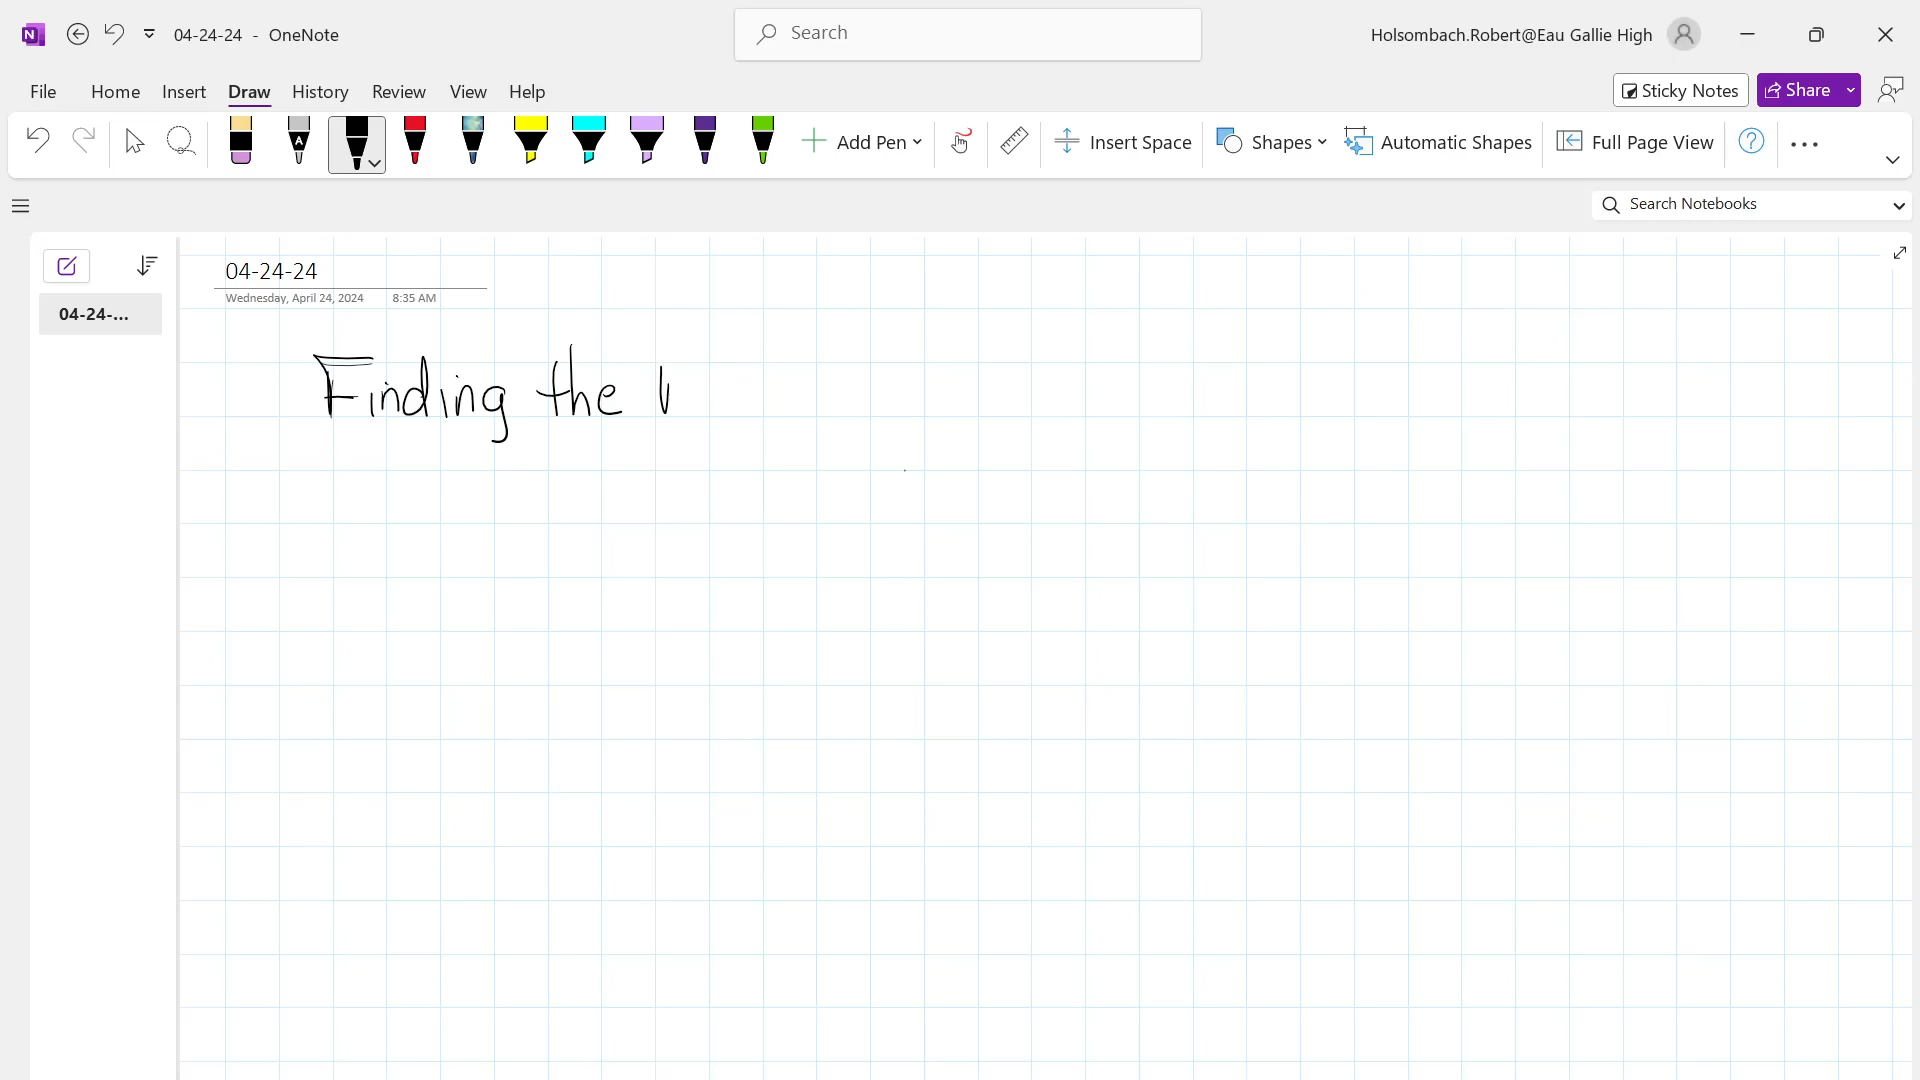 04-24-24 - OneNote
Search
Holsombach.Robert@Eau Gallie High
File Home Insert Draw History Review View Help
Sticky Notes Share
A Add Pen Insert Space Shapes Automatic Shapes Full Page View ?
Search Notebooks
04-24-24
Wednesday, April 24, 2024 8:35 AM
04-24-...
Finding the